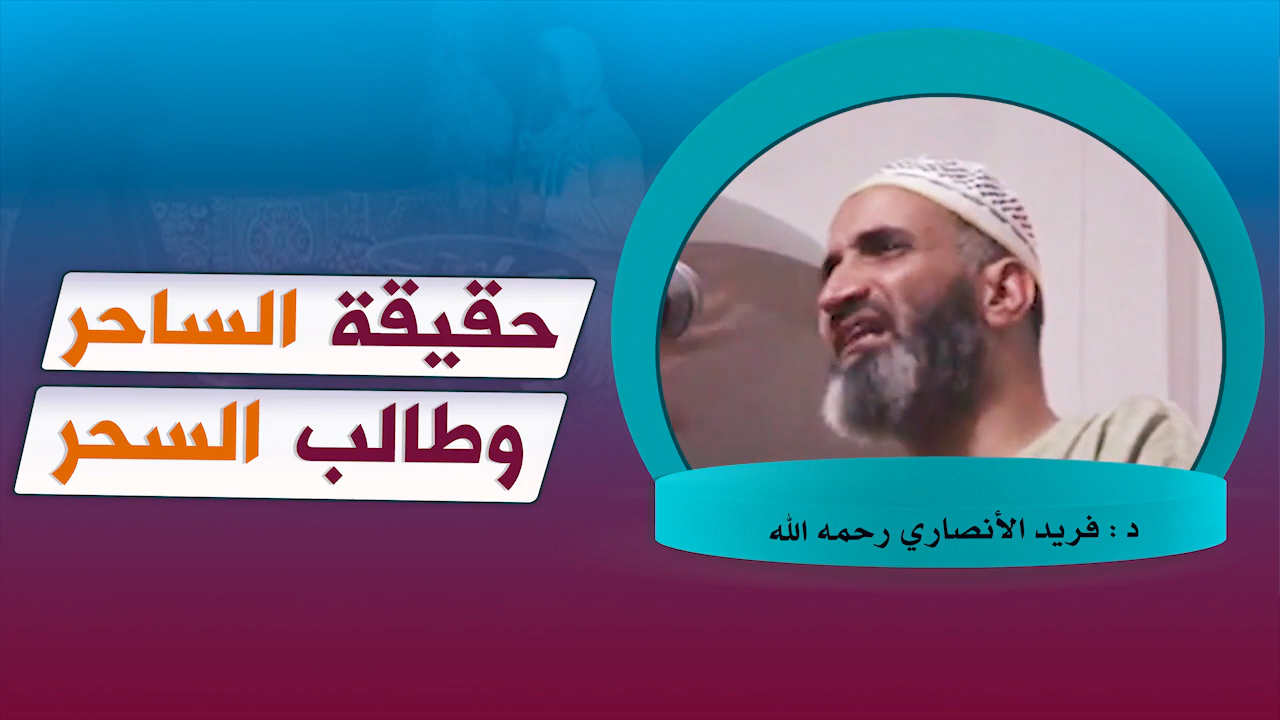 حقيقة الساحر
وطالب السحر
د : فريد الأنصاري رحمه الله